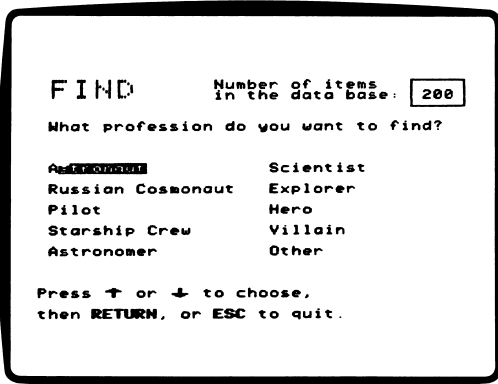 FIND
Number of items
in the data base: 200
What profession do you want to find?
Astronaut Scientist
Russian Cosmonaut Explorer
Pilot Hero
Starship Crew Villain
Astronomer Other
Press ↑ or ↓ to choose,
then RETURN, or ESC to quit.